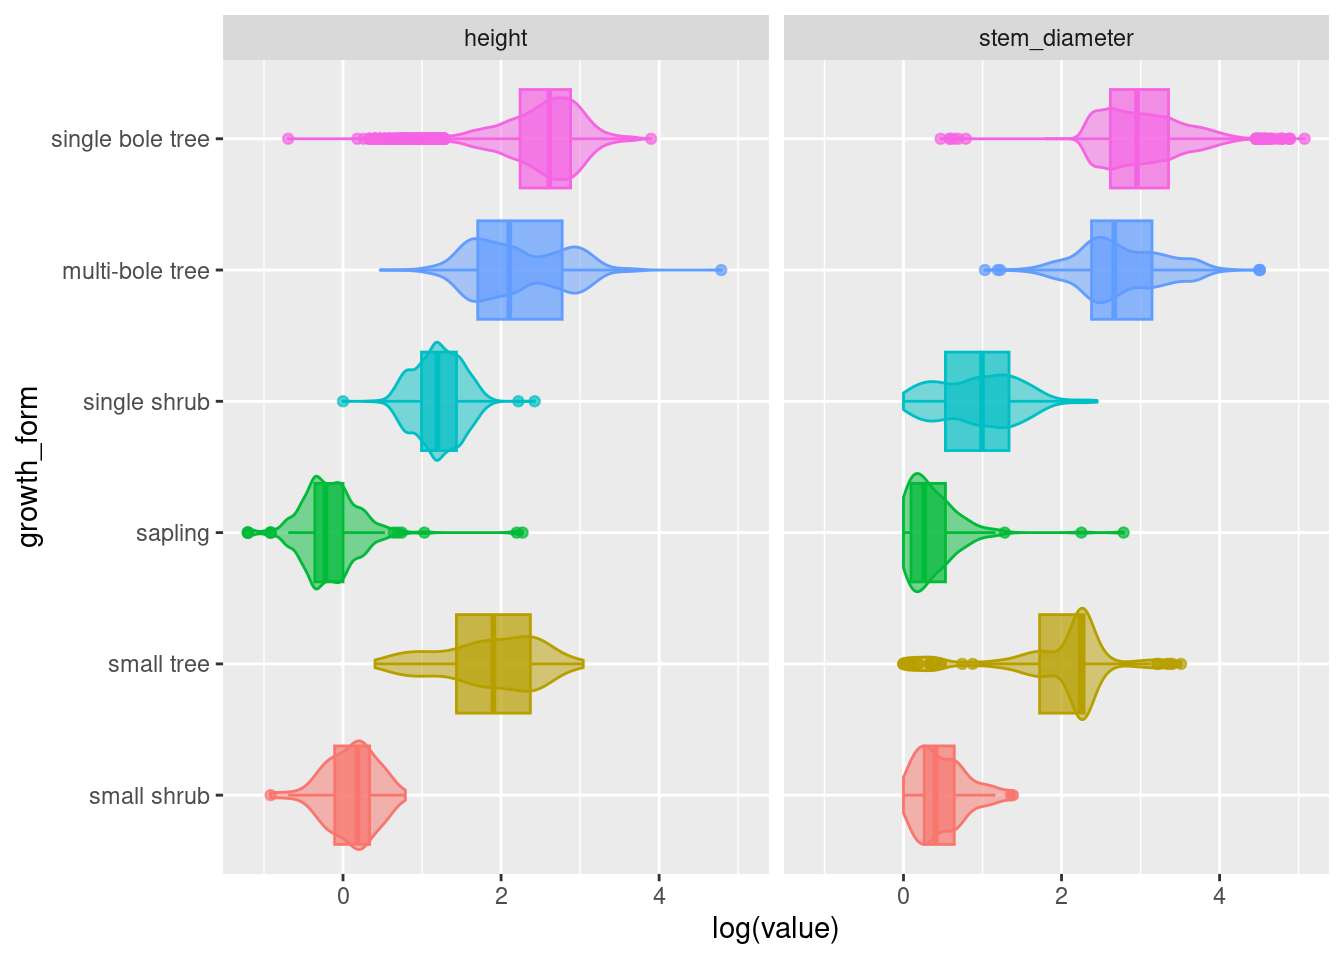 height
stem_diameter
single bole tree
multi-bole tree
single shrub
sapling
small tree
small shrub
growth_form
0 2 4
0 2 4
log(value)